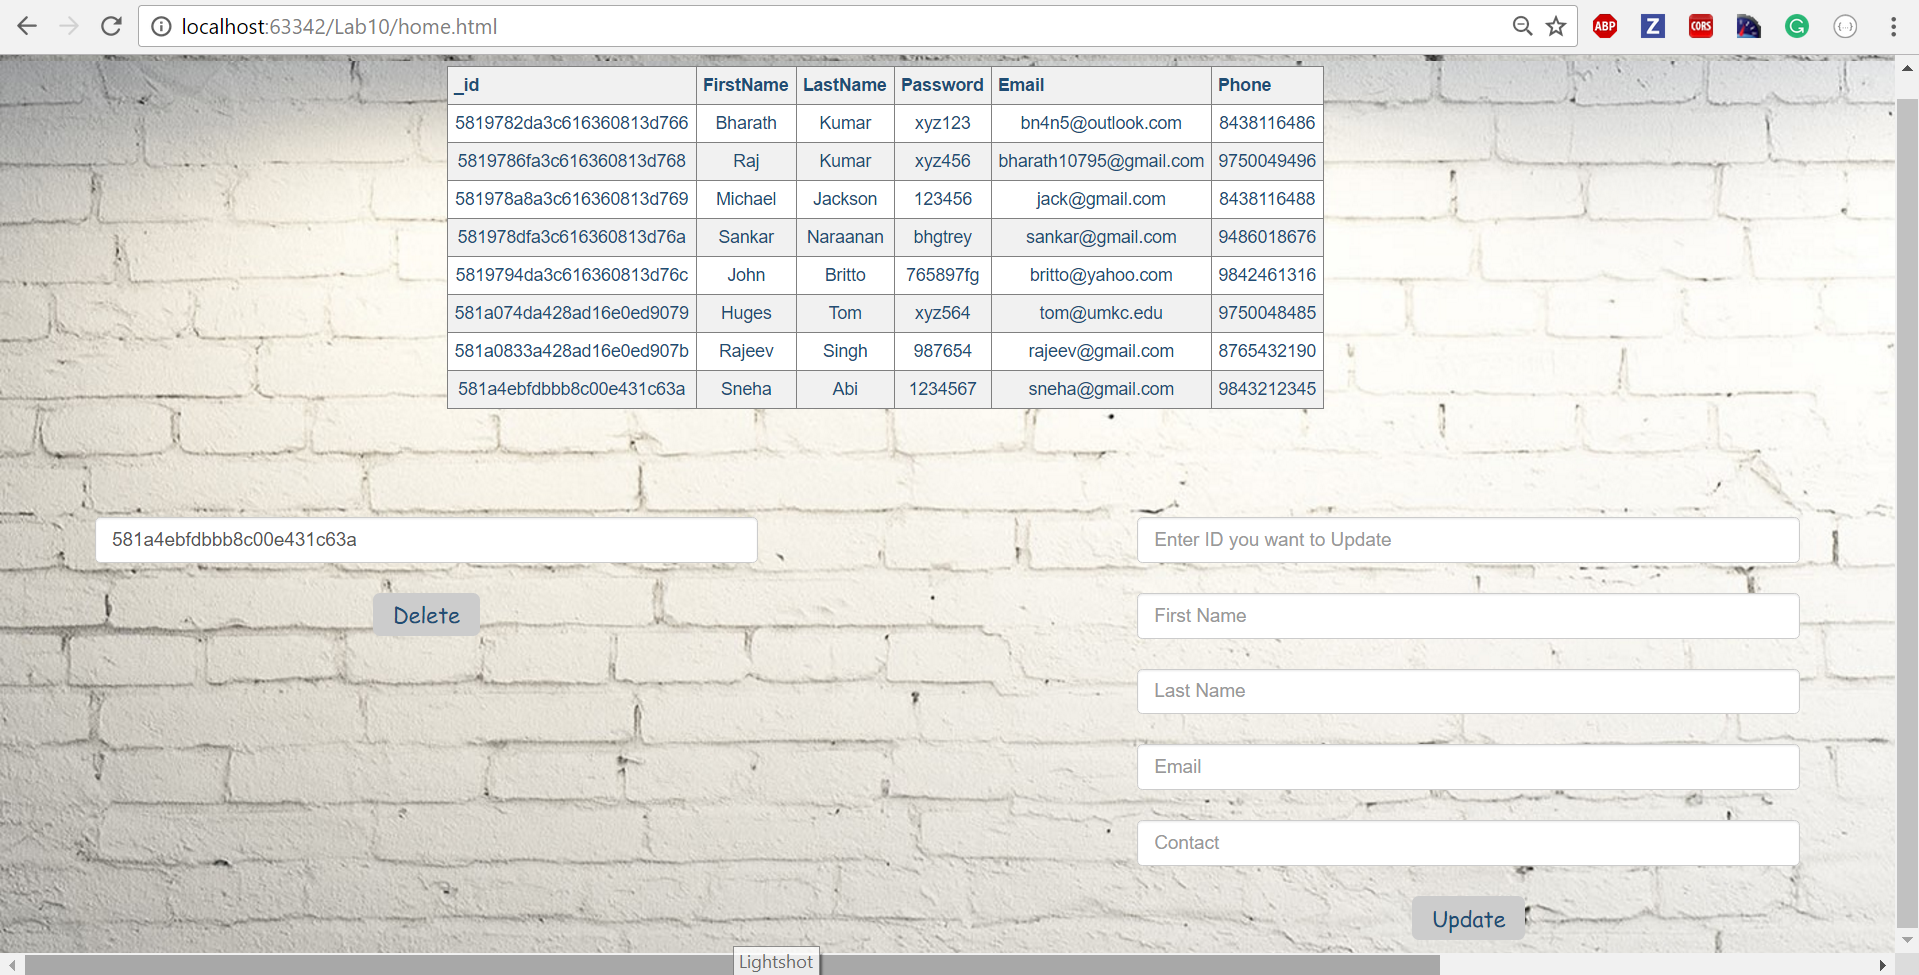 localhost:63342/Lab10/home.html
ABP Z CORS G {...}
_id FirstName LastName Password Email Phone
5819782da3c616360813d766 Bharath Kumar xyz123 bn4n5@outlook.com 8438116486
5819786fa3c616360813d768 Raj Kumar xyz456 bharath10795@gmail.com 9750049496
581978a8a3c616360813d769 Michael Jackson 123456 jack@gmail.com 8438116488
581978dfa3c616360813d76a Sankar Naraanan bhgtrey sankar@gmail.com 9486018676
5819794da3c616360813d76c John Britto 765897fg britto@yahoo.com 9842461316
581a074da428ad16e0ed9079 Huges Tom xyz564 tom@umkc.edu 9750048485
581a0833a428ad16e0ed907b Rajeev Singh 987654 rajeev@gmail.com 8765432190
581a4ebfdbbb8c00e431c63a Sneha Abi 1234567 sneha@gmail.com 9843212345
581a4ebfdbbb8c00e431c63a
Delete
Enter ID you want to Update
First Name
Last Name
Email
Contact
Update
Lightshot